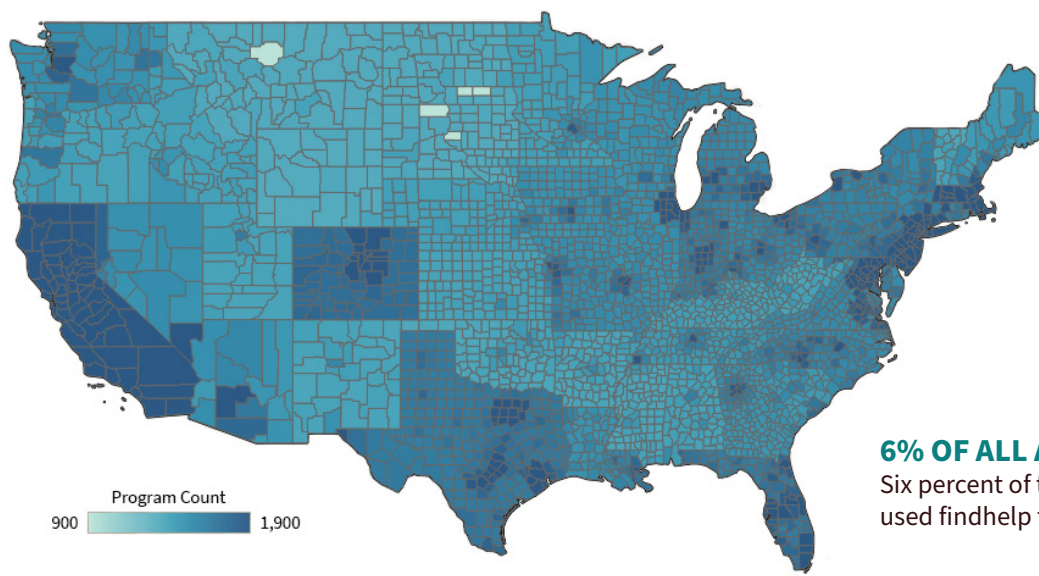 Program Count
900 1,900
6% OF ALL A
Six percent of t
used findhelp